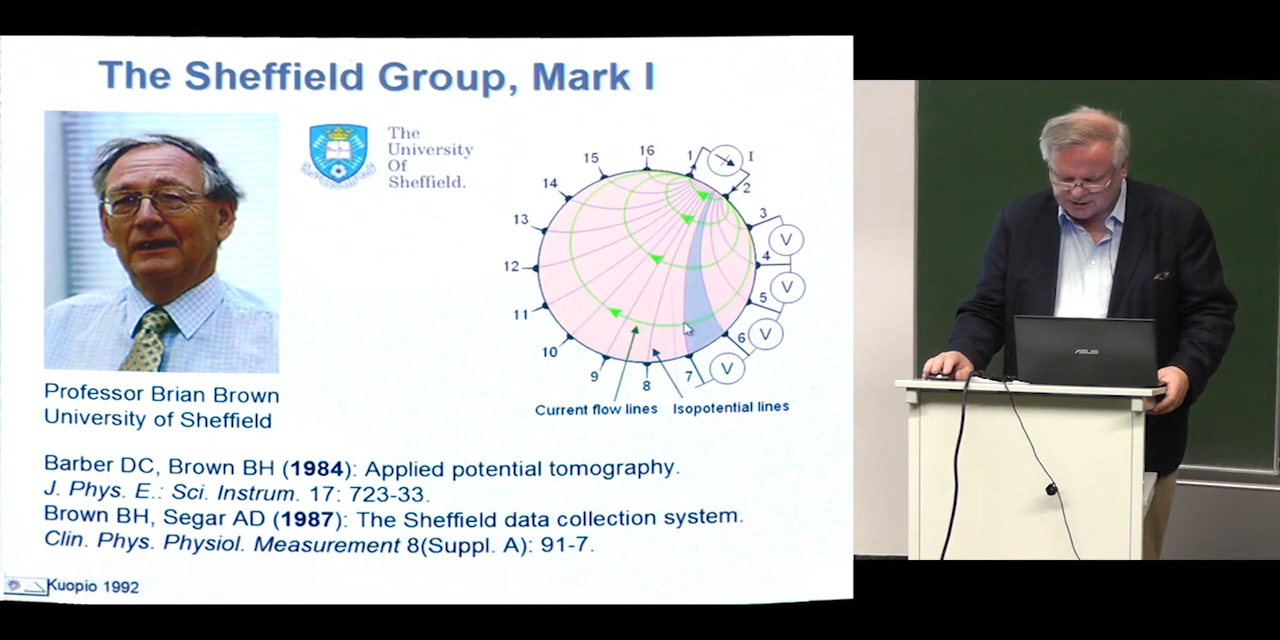 The Sheffield Group, Mark I
The
University
Of
Sheffield.
Professor Brian Brown
University of Sheffield
16
1
I
2
3
V
4
V
5
V
6
V
7
8
9
10
11
12
13
14
15
Current flow lines
Isopotential lines
Barber DC, Brown BH (1984): Applied potential tomography.
J. Phys. E.: Sci. Instrum. 17: 723-33.
Brown BH, Segar AD (1987): The Sheffield data collection system.
Clin. Phys. Physiol. Measurement 8(Suppl. A): 91-7.
Kuopio 1992
ASUS